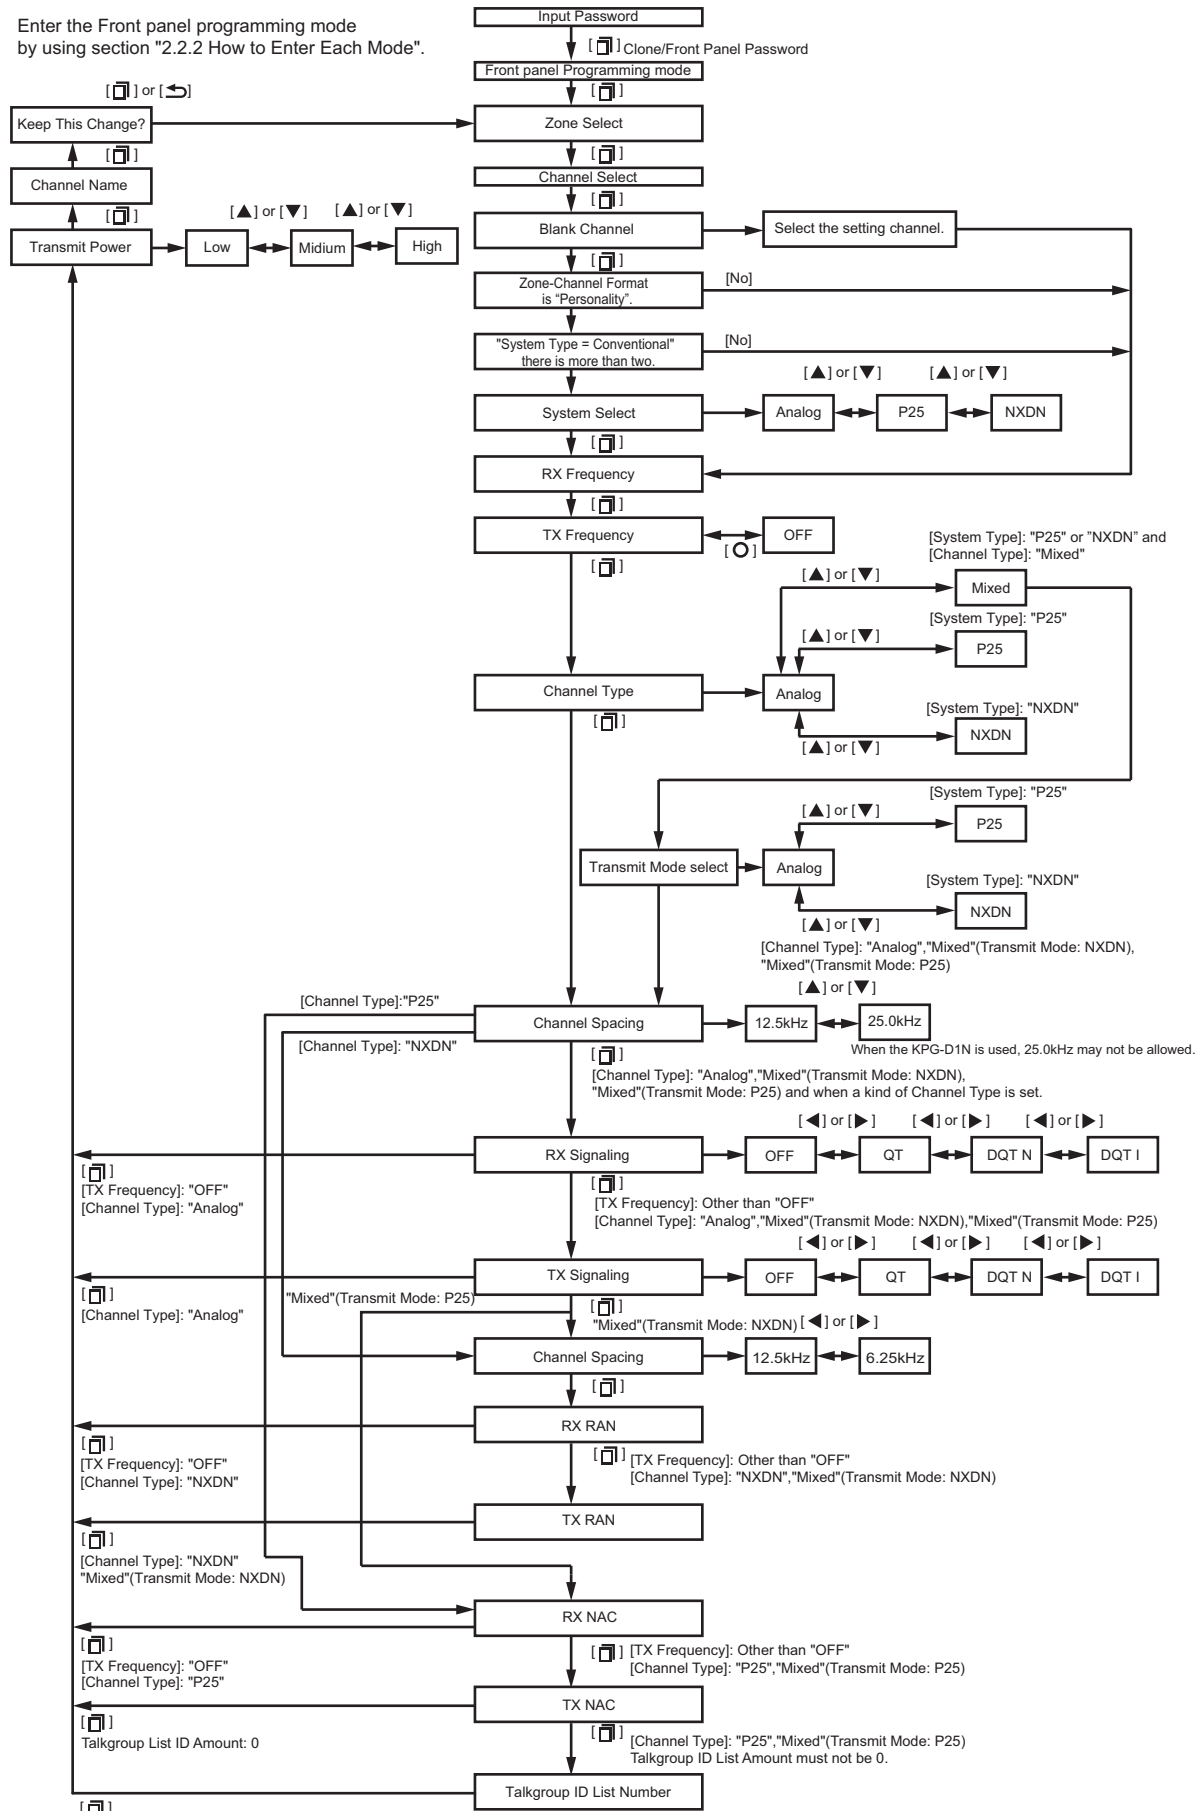 Enter the Front panel programming mode
by using section "2.2.2 How to Enter Each Mode".
Input Password
[ ] Clone/Front Panel Password
Front panel Programming mode
[ ] or [ ]
[ ]
Keep This Change?
Zone Select
[ ]
[ ]
Channel Name
Channel Select
[ ]
[ ]
[▲] or [▼]
[▲] or [▼]
Transmit Power
Low
Midium
High
Blank Channel
Select the setting channel.
[ ]
Zone-Channel Format
is “Personality”.
[No]
"System Type = Conventional"
there is more than two.
[No]
[▲] or [▼]
[▲] or [▼]
System Select
Analog
P25
NXDN
[ ]
RX Frequency
[ ]
TX Frequency
OFF
[ O ]
[ ]
[System Type]: "P25" or ”NXDN” and
[Channel Type]: "Mixed"
[▲] or [▼]
Mixed
[System Type]: "P25"
[▲] or [▼]
P25
Channel Type
Analog
[ ]
[System Type]: "NXDN"
NXDN
[▲] or [▼]
[System Type]: "P25"
[▲] or [▼]
P25
Transmit Mode select
Analog
[System Type]: "NXDN"
NXDN
[▲] or [▼]
[Channel Type]: "Analog","Mixed"(Transmit Mode: NXDN),
"Mixed"(Transmit Mode: P25)
[▲] or [▼]
[Channel Type]:"P25"
Channel Spacing
12.5kHz
25.0kHz
[Channel Type]: "NXDN"
When the KPG-D1N is used, 25.0kHz may not be allowed.
[ ]
[Channel Type]: "Analog","Mixed"(Transmit Mode: NXDN),
"Mixed"(Transmit Mode: P25) and when a kind of Channel Type is set.
[◀] or [▶]
[◀] or [▶]
[◀] or [▶]
RX Signaling
OFF
QT
DQT N
DQT I
[ ]
[TX Frequency]: "OFF"
[Channel Type]: "Analog"
[ ]
[TX Frequency]: Other than "OFF"
[Channel Type]: "Analog","Mixed"(Transmit Mode: NXDN),"Mixed"(Transmit Mode: P25)
[◀] or [▶]
[◀] or [▶]
[◀] or [▶]
TX Signaling
OFF
QT
DQT N
DQT I
[ ]
[Channel Type]: "Analog"
"Mixed"(Transmit Mode: P25)
[ ]
"Mixed"(Transmit Mode: NXDN)
[◀] or [▶]
Channel Spacing
12.5kHz
6.25kHz
[ ]
RX RAN
[ ]
[TX Frequency]: "OFF"
[Channel Type]: "NXDN"
[ ] [TX Frequency]: Other than "OFF"
[Channel Type]: "NXDN","Mixed"(Transmit Mode: NXDN)
TX RAN
[ ]
[Channel Type]: "NXDN"
"Mixed"(Transmit Mode: NXDN)
RX NAC
[ ]
[TX Frequency]: "OFF"
[Channel Type]: "P25"
[ ] [TX Frequency]: Other than "OFF"
[Channel Type]: "P25","Mixed"(Transmit Mode: P25)
TX NAC
[ ]
Talkgroup List ID Amount: 0
[ ] [Channel Type]: "P25","Mixed"(Transmit Mode: P25)
Talkgroup ID List Amount must not be 0.
Talkgroup ID List Number
[ ]